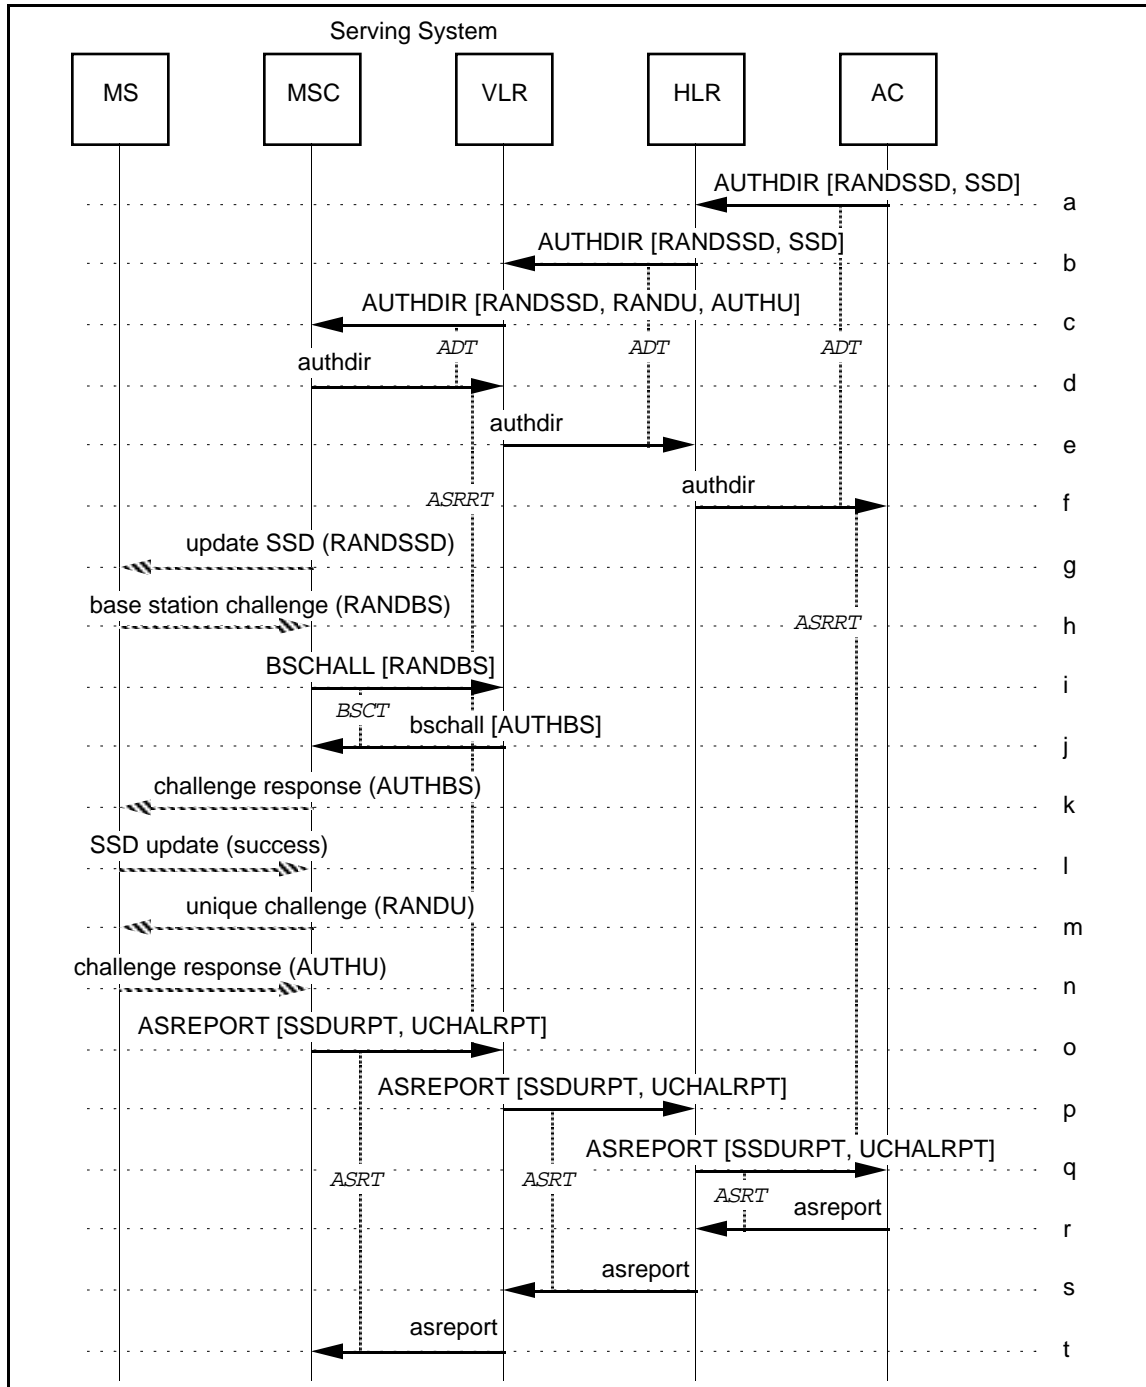 Serving System
MS MSC VLR HLR AC
AUTHDIR [RANDSSD, SSD] a
AUTHDIR [RANDSSD, SSD] b
AUTHDIR [RANDSSD, RANDU, AUTHU] c
ADT ADT ADT
authdir d
authdir e
ASRRT
authdir f
update SSD (RANDSSD) g
base station challenge (RANDBS) h
ASRRT
BSCHALL [RANDBS] i
BSCT
bschall [AUTHBS] j
challenge response (AUTHBS) k
SSD update (success) l
unique challenge (RANDU) m
challenge response (AUTHU) n
ASREPORT [SSDURPT, UCHALRPT] o
ASREPORT [SSDURPT, UCHALRPT] p
ASREPORT [SSDURPT, UCHALRPT] q
ASRT ASRT ASRT
asreport r
asreport s
asreport t